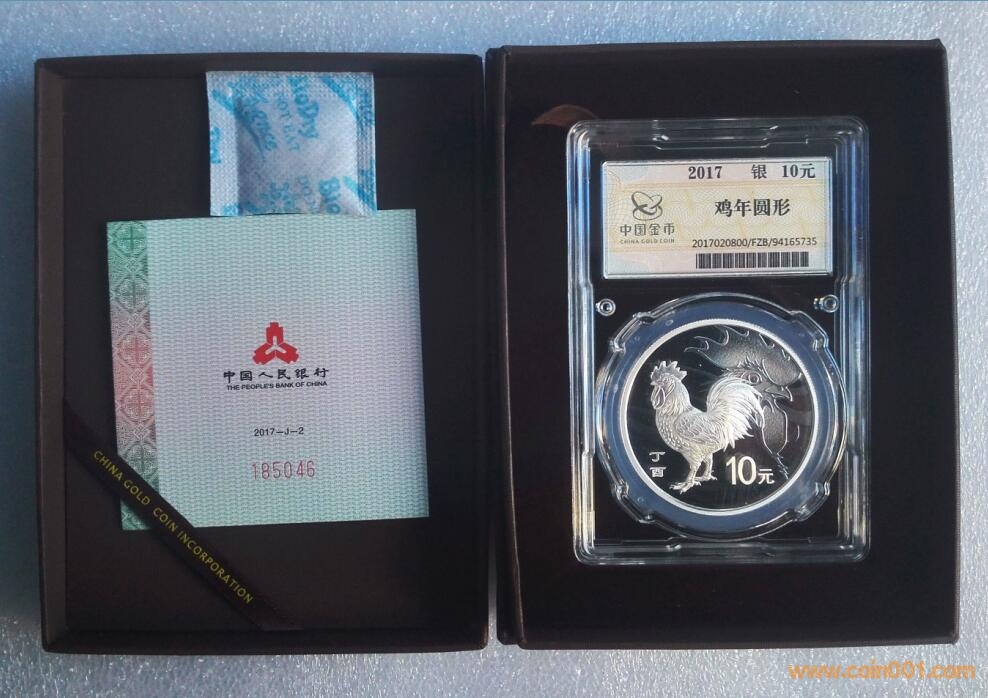 中国人民银行
THE PEOPLE'S BANK OF CHINA
2017-J-2
185046
CHINA GOLD COIN INCORPORATION
2017 银 10元
鸡年圆形
中国金币
CHINA GOLD COIN
2017020800/FZB/94165735
丁酉
10元
www.coin001.com